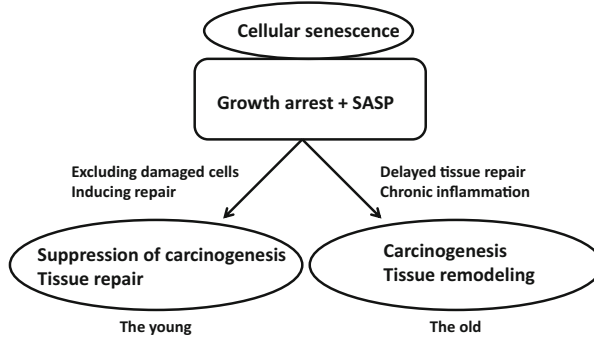 Cellular senescence
Growth arrest + SASP
Excluding damaged cells
Inducing repair
Delayed tissue repair
Chronic inflammation
Suppression of carcinogenesis
Tissue repair
Carcinogenesis
Tissue remodeling
The young
The old